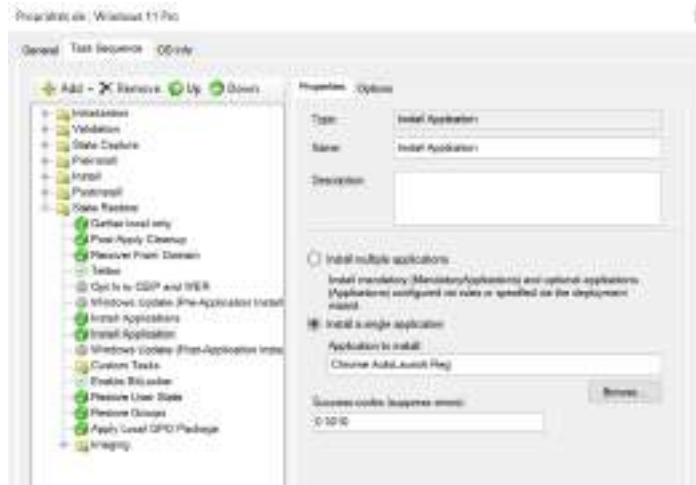 Propriétés de : Windows 11 Pro
General Task Sequence OS Info
Add Remove Up Down
Properties Options
Initialization
Validation
State Capture
Preinstall
Install
Postinstall
State Restore
Gather local only
Post-Apply Cleanup
Recover From Domain
Tattoo
Opt In to CEIP and WER
Windows Update (Pre-Application Install
Install Applications
Install Application
Windows Update (Post-Application Insta
Custom Tasks
Enable BitLocker
Restore User State
Restore Groups
Apply Local GPO Package
Imaging
Type: Install Application
Name: Install Application
Description:
Install multiple applications
Install mandatory (MandatoryApplications) and optional applications
(Applications) configured via rules or specified via the deployment
wizard.
Install a single application
Application to install:
Chrome AutoLaunch Reg
Browse...
Success codes (suppress errors):
0 3010